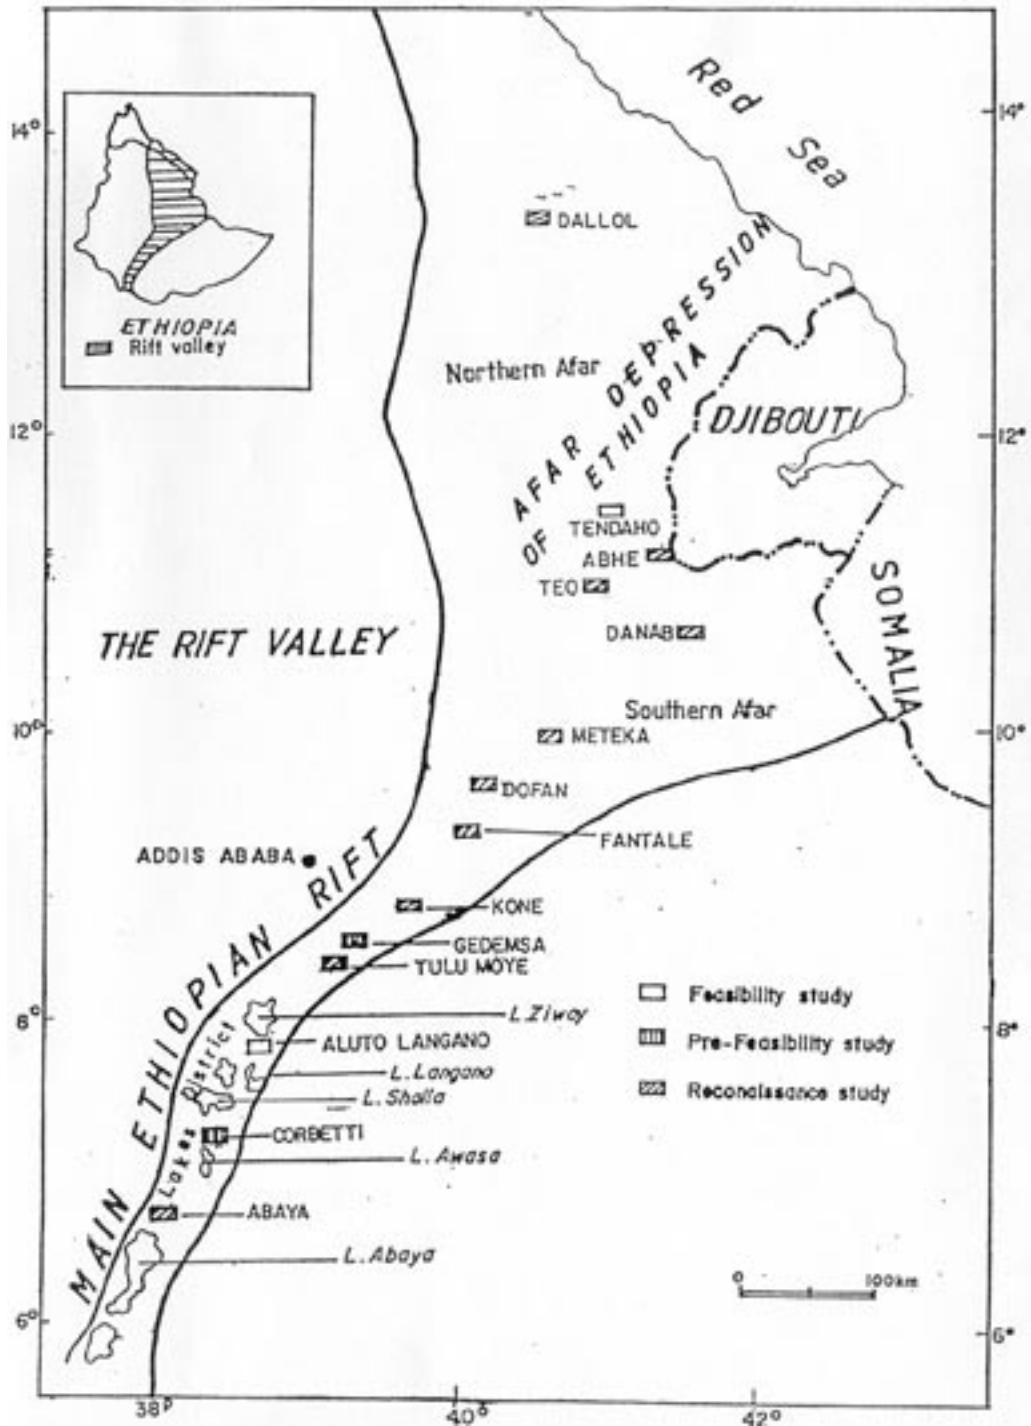 Red Sea
14°
14°
ETHIOPIA
Rift valley
DALLOL
AFAR DEPRESSION
OF ETHIOPIA
Northern Afar
DJIBOUTI
12°
12°
TENDAHO
ABHE
TEO
DANAB
SOMALIA
THE RIFT VALLEY
Southern Afar
10°
10°
METEKA
DOFAN
FANTALE
ADDIS ABABA
MAIN ETHIOPIAN RIFT
KONE
GEDEMSA
TULU MOYE
Feasibility study
Pre-Feasibility study
Reconaissance study
8°
8°
L.Ziway
ALUTO LANGANO
L. Langano
L. Shalla
Lakes District
CORBETTI
L. Awasa
ABAYA
L. Abaya
0 100km
6°
6°
38°
40°
42°